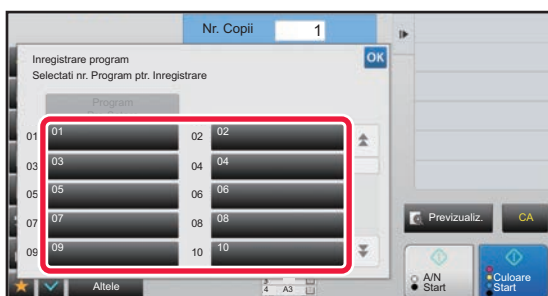 Nr. Copii 1
Inregistrare program OK
Selectati nr. Program ptr. Inregistrare
Program
01 01 02 02
03 03 04 04
05 05 06 06
07 07 08 08
09 09 10 10
Previzualiz. CA
A/N Start
Culoare Start
Altele
4 A3